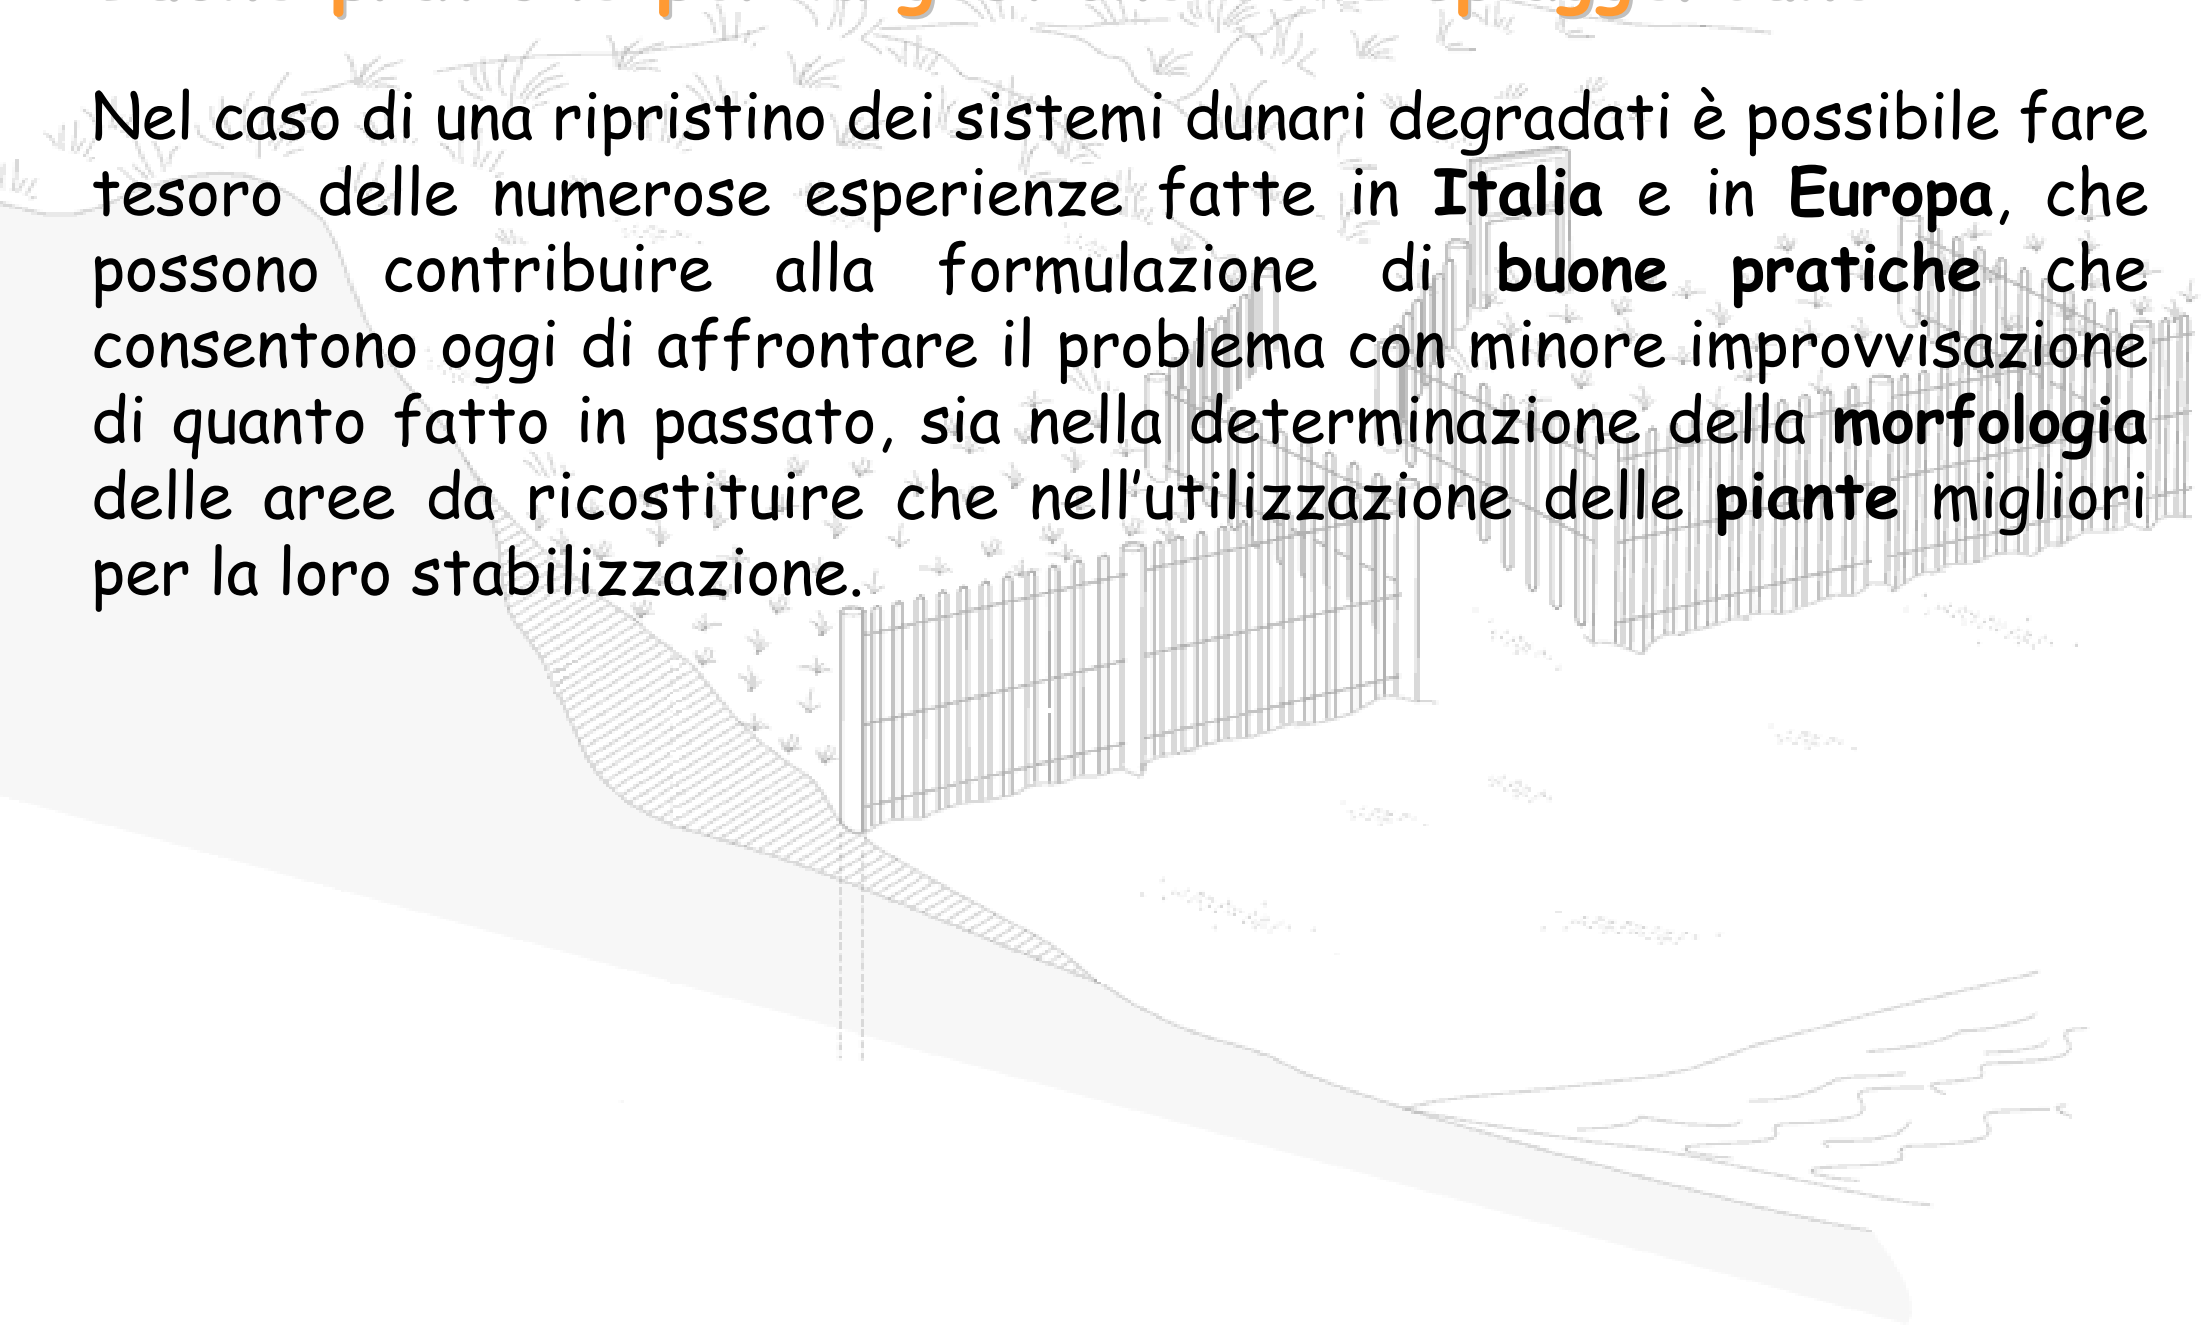 Nel caso di una ripristino dei sistemi dunari degradati è possibile fare
tesoro delle numerose esperienze fatte in Italia e in Europa, che
possono contribuire alla formulazione di buone pratiche che
consentono oggi di affrontare il problema con minore improvvisazione
di quanto fatto in passato, sia nella determinazione della morfologia
delle aree da ricostituire che nell'utilizzazione delle piante migliori
per la loro stabilizzazione.